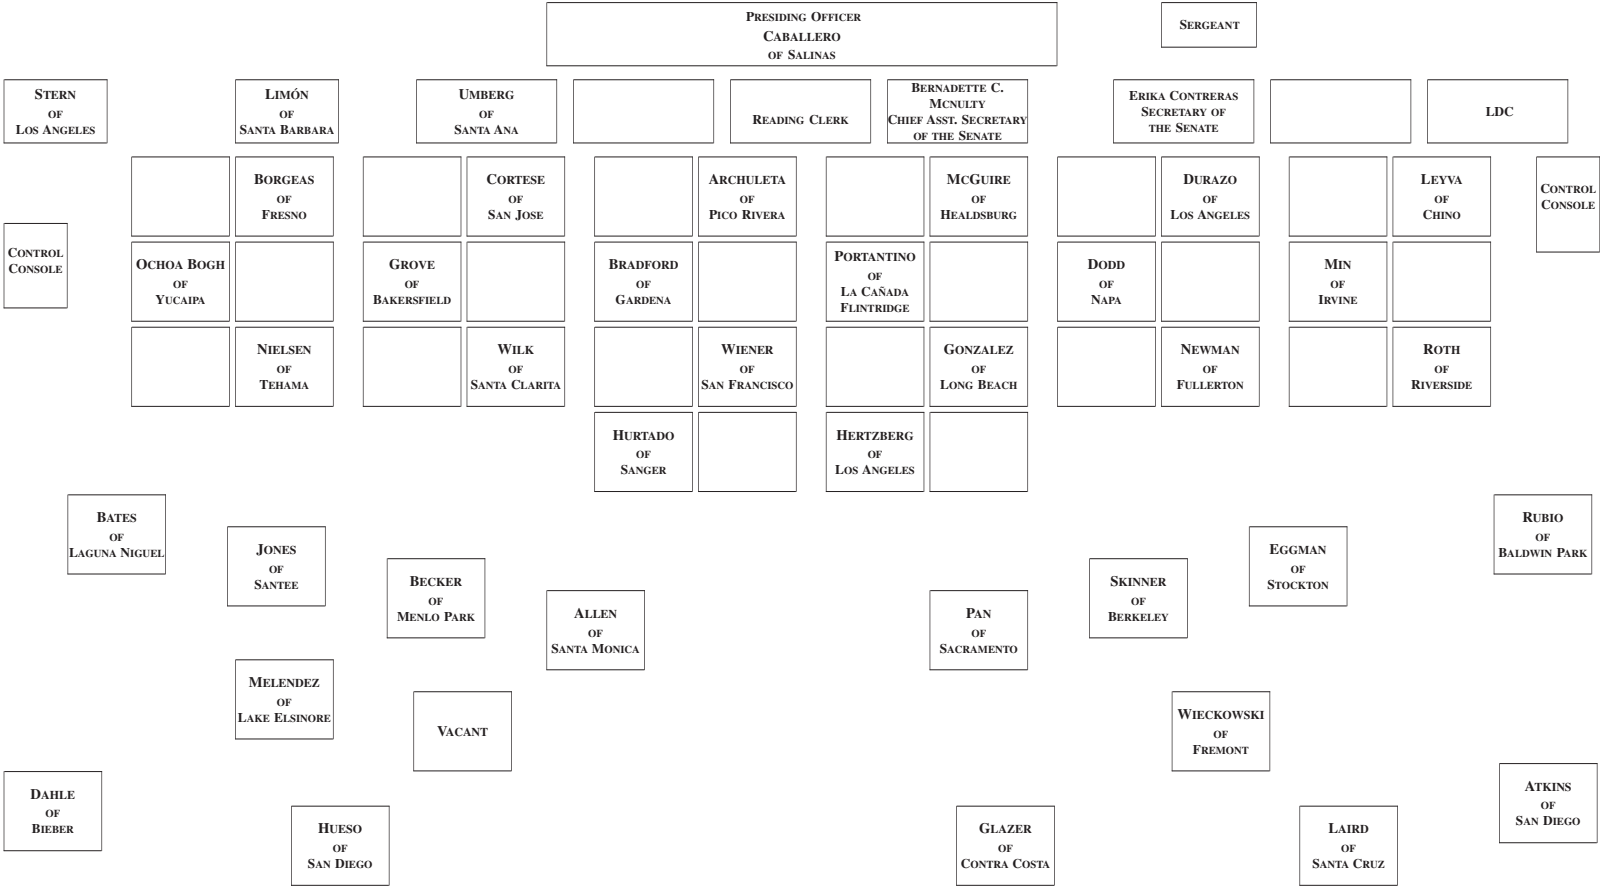 PRESIDING OFFICER
CABALLERO
OF SALINAS
SERGEANT
STERN
OF
LOS ANGELES
LIMÓN
OF
SANTA BARBARA
UMBERG
OF
SANTA ANA
READING CLERK
BERNADETTE C.
MCNULTY
CHIEF ASST. SECRETARY
OF THE SENATE
ERIKA CONTRERAS
SECRETARY OF
THE SENATE
LDC
BORGEAS
OF
FRESNO
CORTESE
OF
SAN JOSE
ARCHULETA
OF
PICO RIVERA
MCGUIRE
OF
HEALDSBURG
DURAZO
OF
LOS ANGELES
LEYVA
OF
CHINO
CONTROL
CONSOLE
CONTROL
CONSOLE
OCHOA BOGH
OF
YUCAIPA
GROVE
OF
BAKERSFIELD
BRADFORD
OF
GARDENA
PORTANTINO
OF
LA CAÑADA
FLINTRIDGE
DODD
OF
NAPA
MIN
OF
IRVINE
NIELSEN
OF
TEHAMA
WILK
OF
SANTA CLARITA
WIENER
OF
SAN FRANCISCO
GONZALEZ
OF
LONG BEACH
NEWMAN
OF
FULLERTON
ROTH
OF
RIVERSIDE
HURTADO
OF
SANGER
HERTZBERG
OF
LOS ANGELES
BATES
OF
LAGUNA NIGUEL
JONES
OF
SANTEE
BECKER
OF
MENLO PARK
ALLEN
OF
SANTA MONICA
PAN
OF
SACRAMENTO
SKINNER
OF
BERKELEY
EGGMAN
OF
STOCKTON
RUBIO
OF
BALDWIN PARK
MELENDEZ
OF
LAKE ELSINORE
VACANT
WIECKOWSKI
OF
FREMONT
DAHLE
OF
BIEBER
HUESO
OF
SAN DIEGO
GLAZER
OF
CONTRA COSTA
LAIRD
OF
SANTA CRUZ
ATKINS
OF
SAN DIEGO